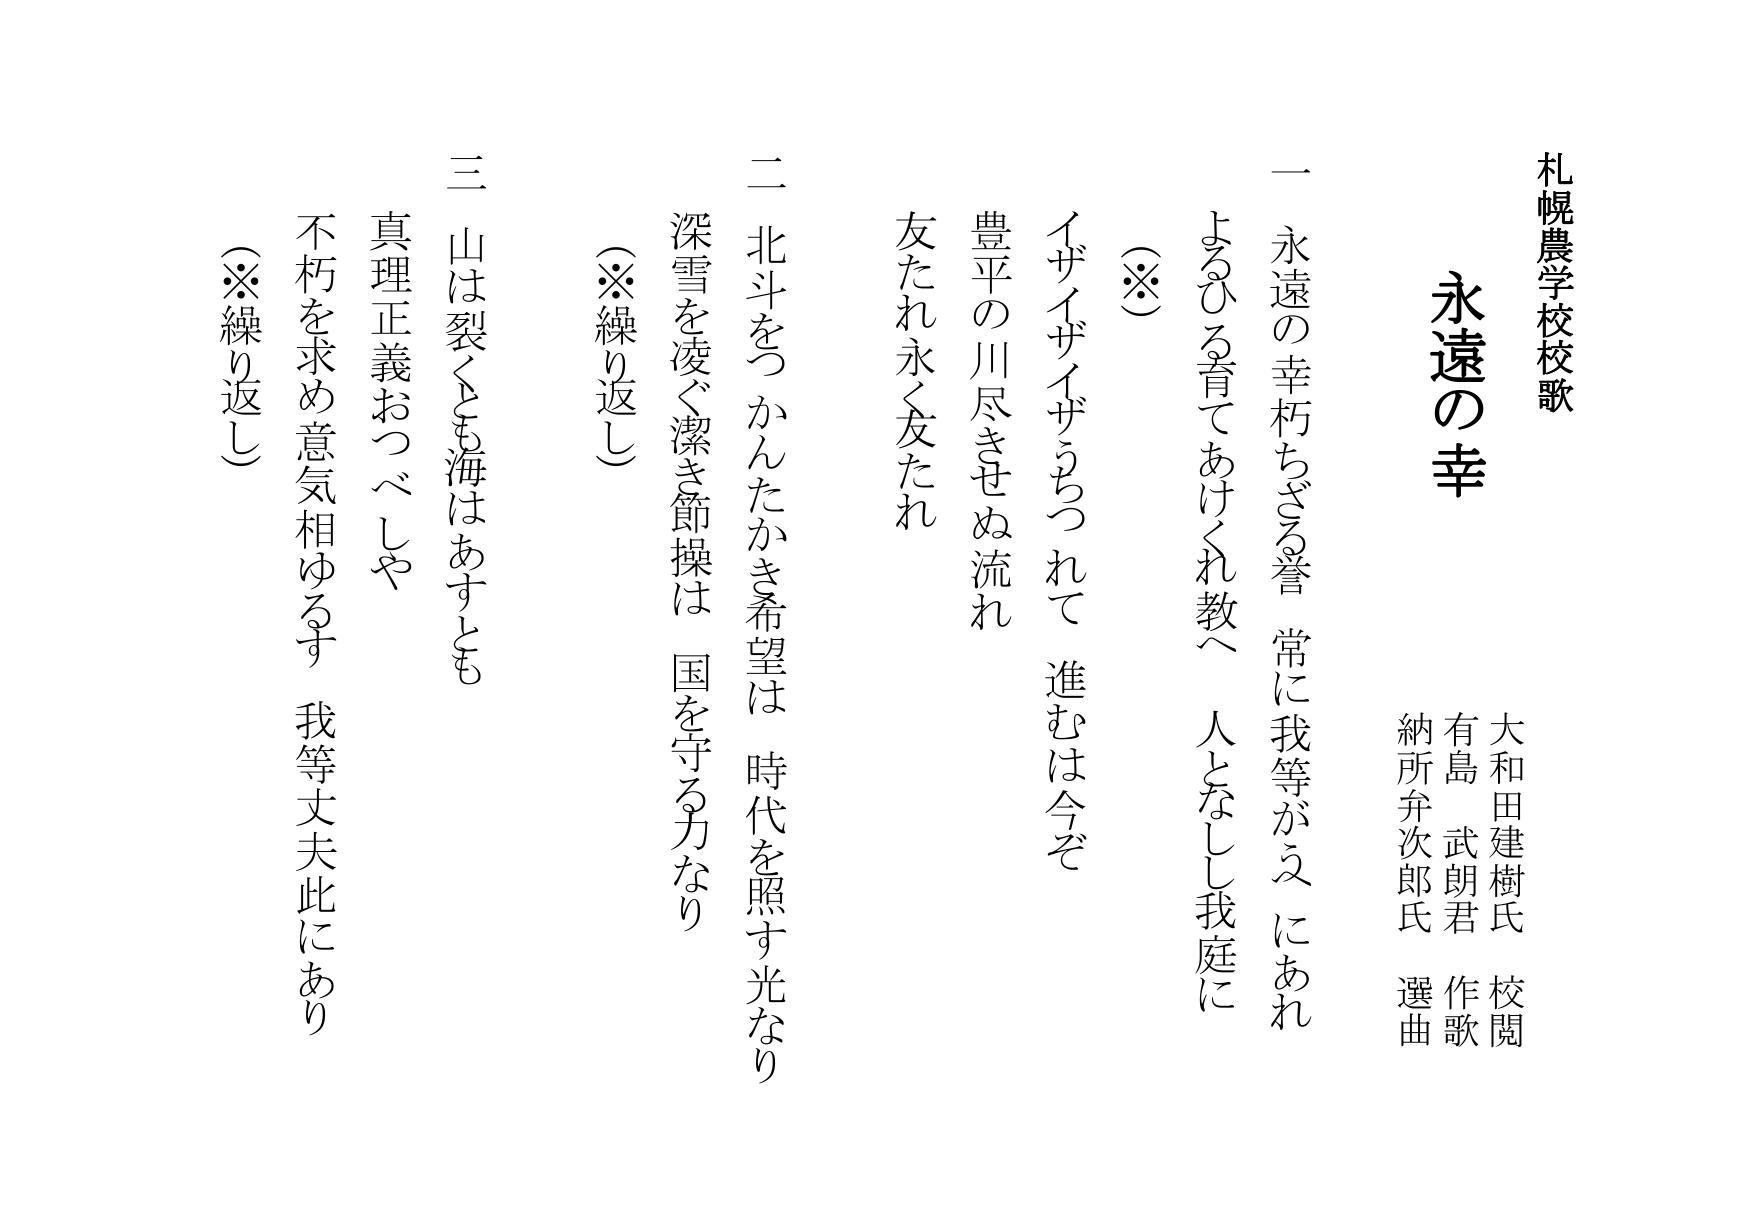 札幌農学校校歌
永遠の幸
大和田建樹氏　校閲
有島　武朗君　作歌
納所弁次郎氏　選曲
一　永遠の幸朽ちざる誉　常に我等がうへにあれ
よるひる育てあけくれ教へ　人となしし我庭に
（※）
イザイザイザうちつれて　進むは今ぞ
豊平の川尽きせぬ流れ
友たれ永く友たれ
二　北斗をつかんたかき希望は　時代を照す光なり
深雪を凌ぐ潔き節操は　国を守る力なり
（※繰り返し）
三　山は裂くとも海はあすとも
真理正義おつべしや
不朽を求め意気相ゆるす　我等丈夫此にあり
（※繰り返し）